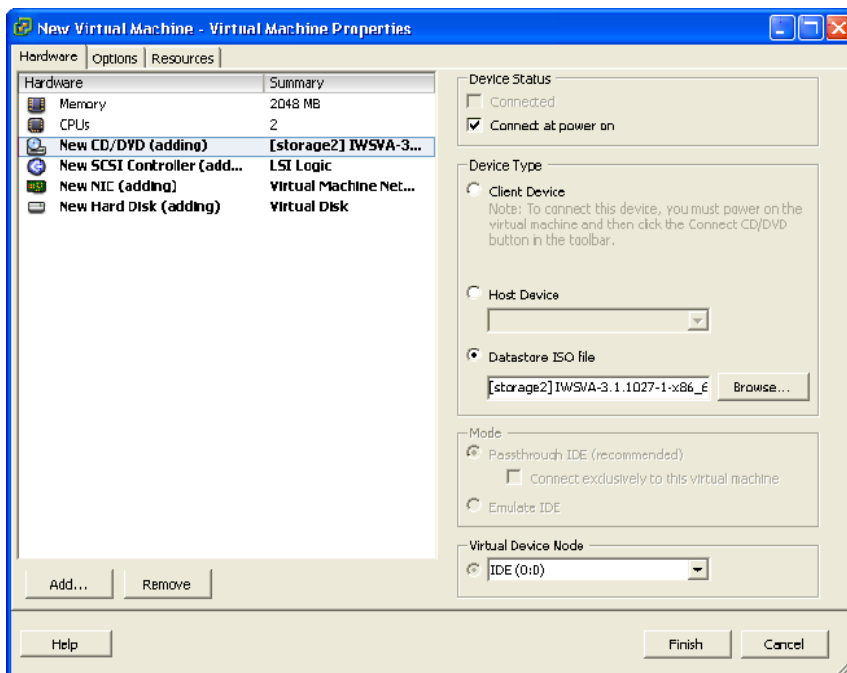 New Virtual Machine - Virtual Machine Properties
Hardware Options Resources
Hardware Summary
Memory 2048 MB
CPUs 2
New CD/DVD (adding) [storage2] IWSVA-3...
New SCSI Controller (add... LSI Logic
New NIC (adding) Virtual Machine Net...
New Hard Disk (adding) Virtual Disk
Add... Remove
Device Status
Connected
Connect at power on
Device Type
Client Device
Note: To connect this device, you must power on the
virtual machine and then click the Connect CD/DVD
button in the toolbar.
Host Device
Datastore ISO file
[storage2] IWSVA-3.1.1027-1-x86_6
Browse...
Mode
Passthrough IDE (recommended)
Connect exclusively to this virtual machine
Emulate IDE
Virtual Device Node
IDE (0:0)
Help Finish Cancel